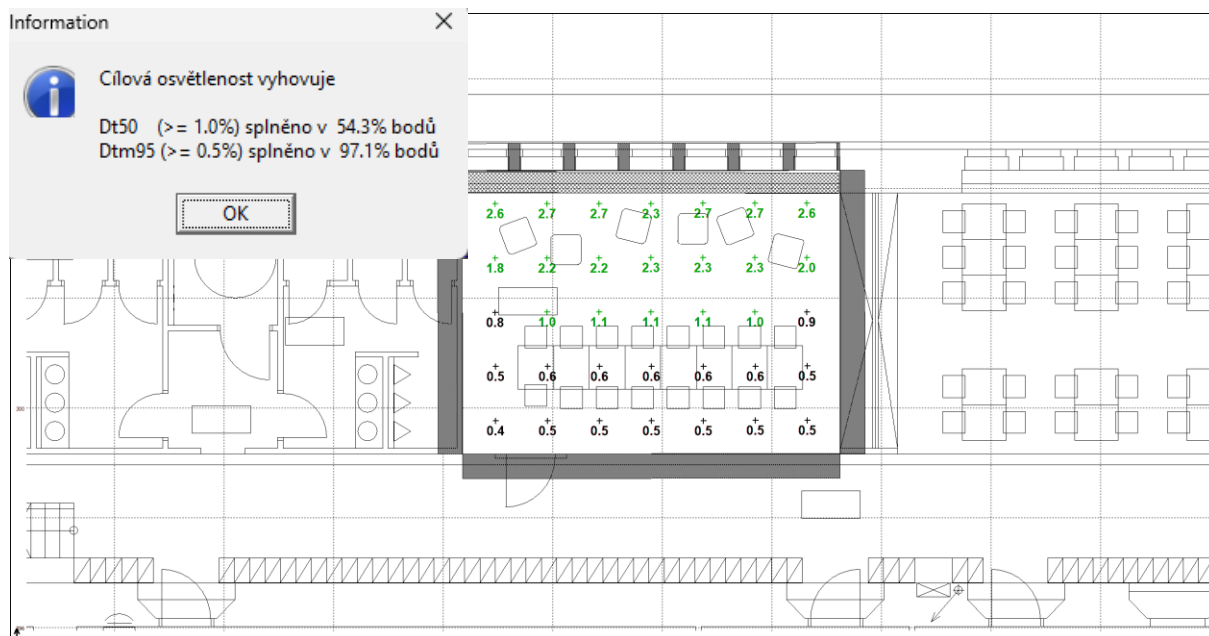 Information
Cílová osvětlenost vyhovuje
Dt50 (>= 1.0%) splněno v 54.3% bodů
Dtm95 (>= 0.5%) splněno v 97.1% bodů
OK
2.6 2.7 2.7 2.3 2.7 2.7 2.6
1.8 2.2 2.2 2.3 2.3 2.3 2.0
0.8 1.0 1.1 1.1 1.1 1.0 0.9
0.5 0.6 0.6 0.6 0.6 0.6 0.5
200
0.4 0.5 0.5 0.5 0.5 0.5 0.5